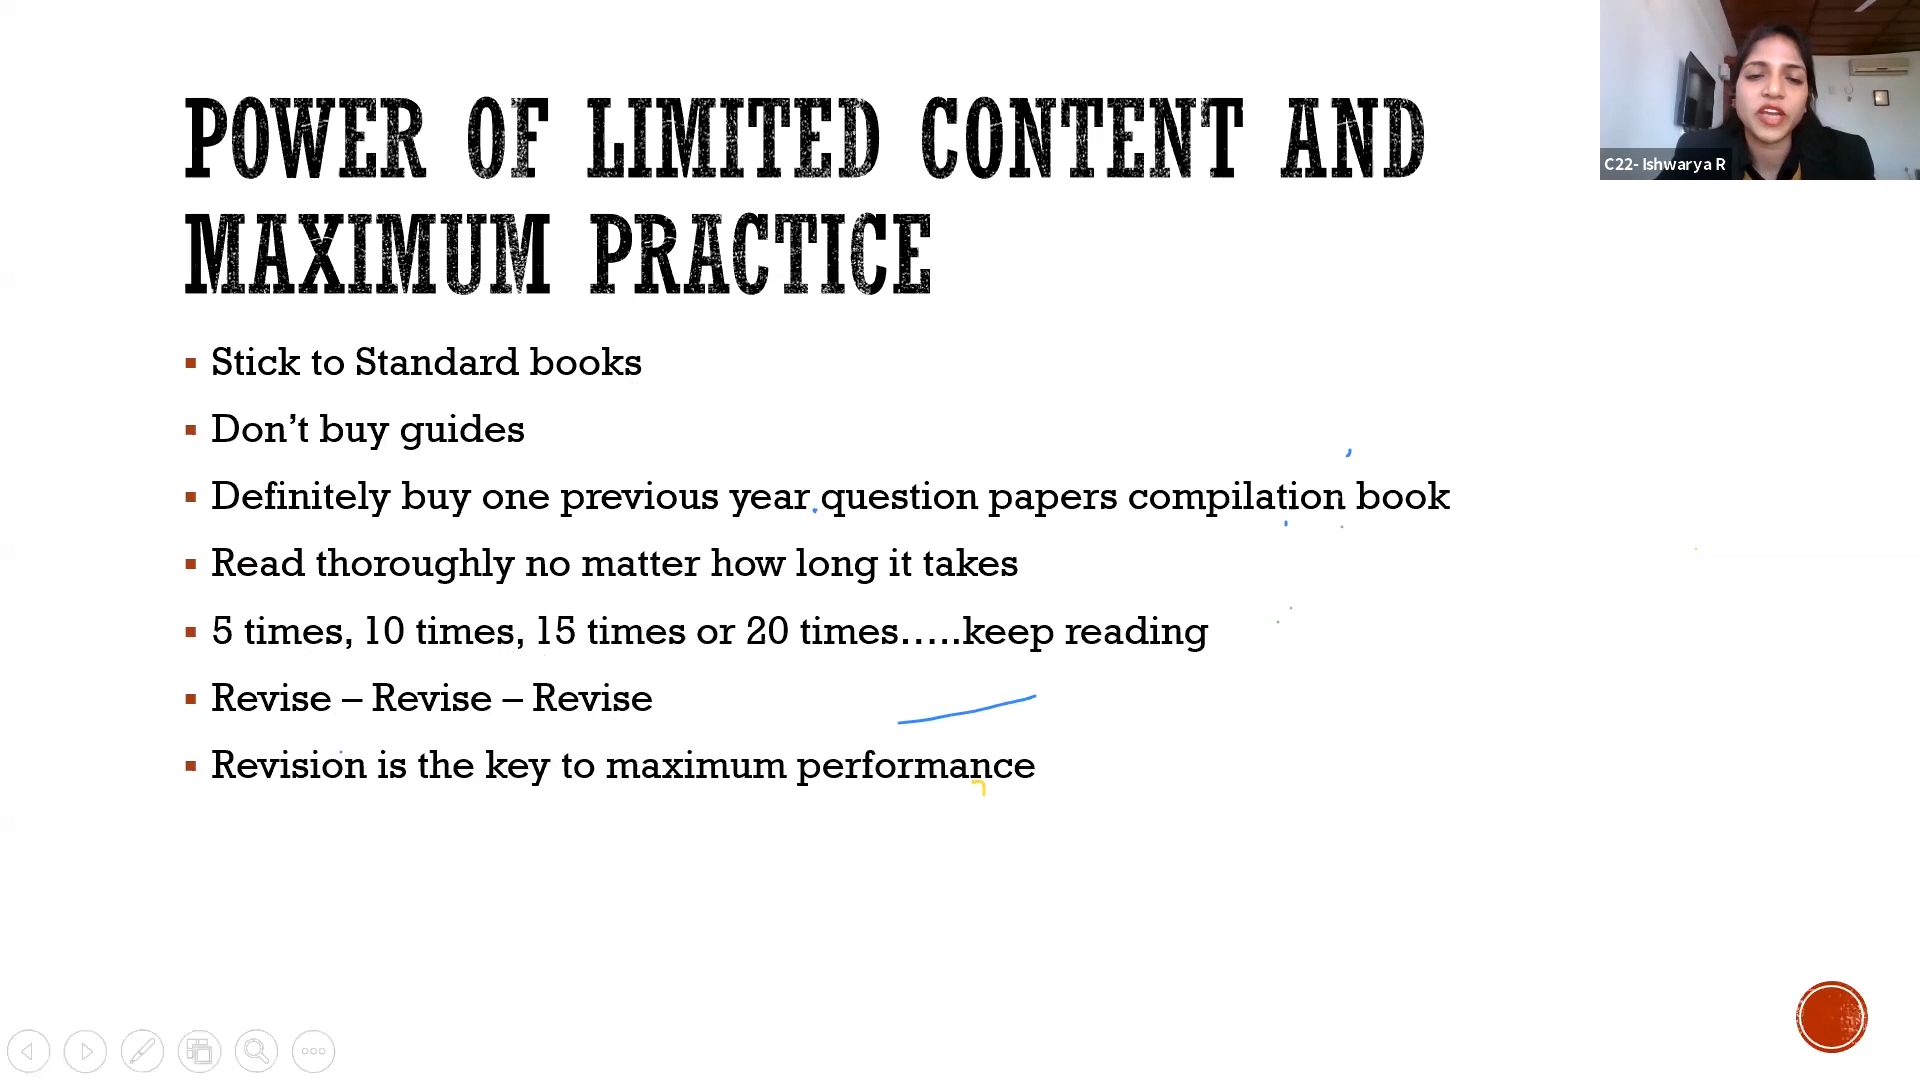 POWER OF LIMITED CONTENT AND
MAXIMUM PRACTICE
Stick to Standard books
Don’t buy guides
Definitely buy one previous year question papers compilation book
Read thoroughly no matter how long it takes
5 times, 10 times, 15 times or 20 times…..keep reading
Revise – Revise – Revise
Revision is the key to maximum performance
C22- Ishwarya R